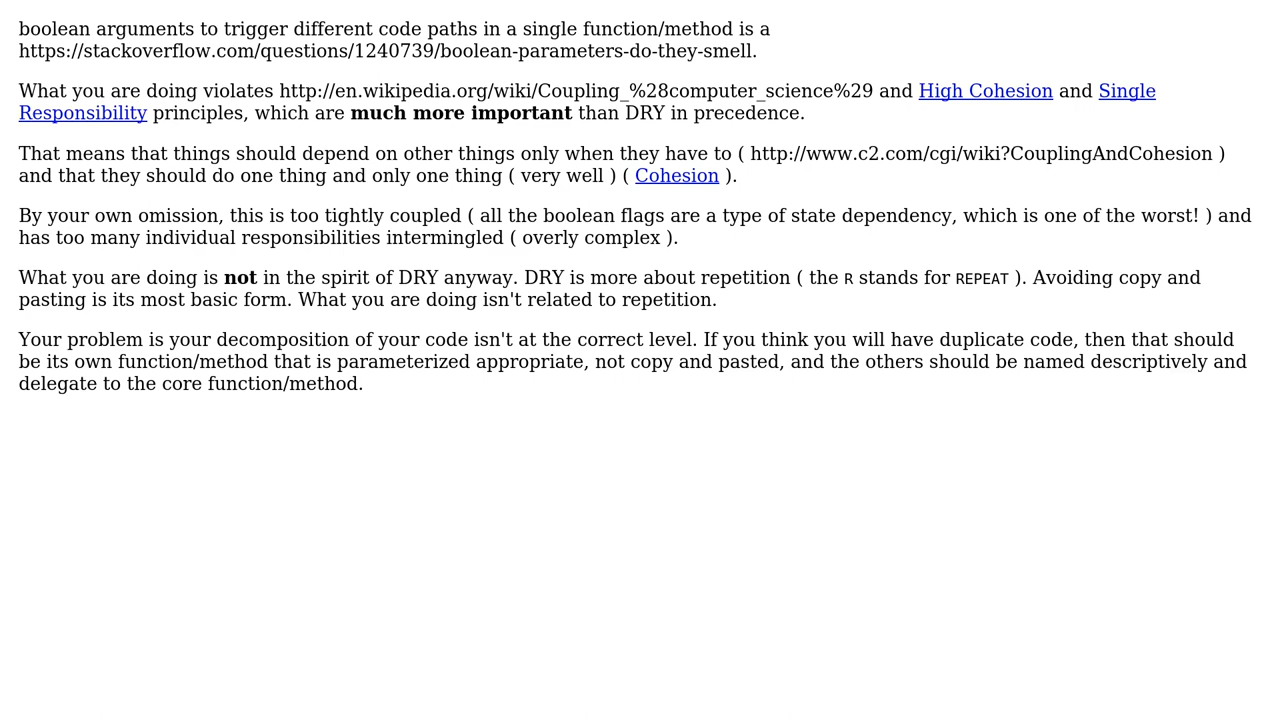 boolean arguments to trigger different code paths in a single function/method is a
https://stackoverflow.com/questions/1240739/boolean-parameters-do-they-smell.
What you are doing violates http://en.wikipedia.org/wiki/Coupling_%28computer_science%29 and High Cohesion and Single
Responsibility principles, which are much more important than DRY in precedence.
That means that things should depend on other things only when they have to ( http://www.c2.com/cgi/wiki?CouplingAndCohesion )
and that they should do one thing and only one thing ( very well ) ( Cohesion ).
By your own omission, this is too tightly coupled ( all the boolean flags are a type of state dependency, which is one of the worst! ) and
has too many individual responsibilities intermingled ( overly complex ).
What you are doing is not in the spirit of DRY anyway. DRY is more about repetition ( the R stands for REPEAT ). Avoiding copy and
pasting is its most basic form. What you are doing isn't related to repetition.
Your problem is your decomposition of your code isn't at the correct level. If you think you will have duplicate code, then that should
be its own function/method that is parameterized appropriate, not copy and pasted, and the others should be named descriptively and
delegate to the core function/method.